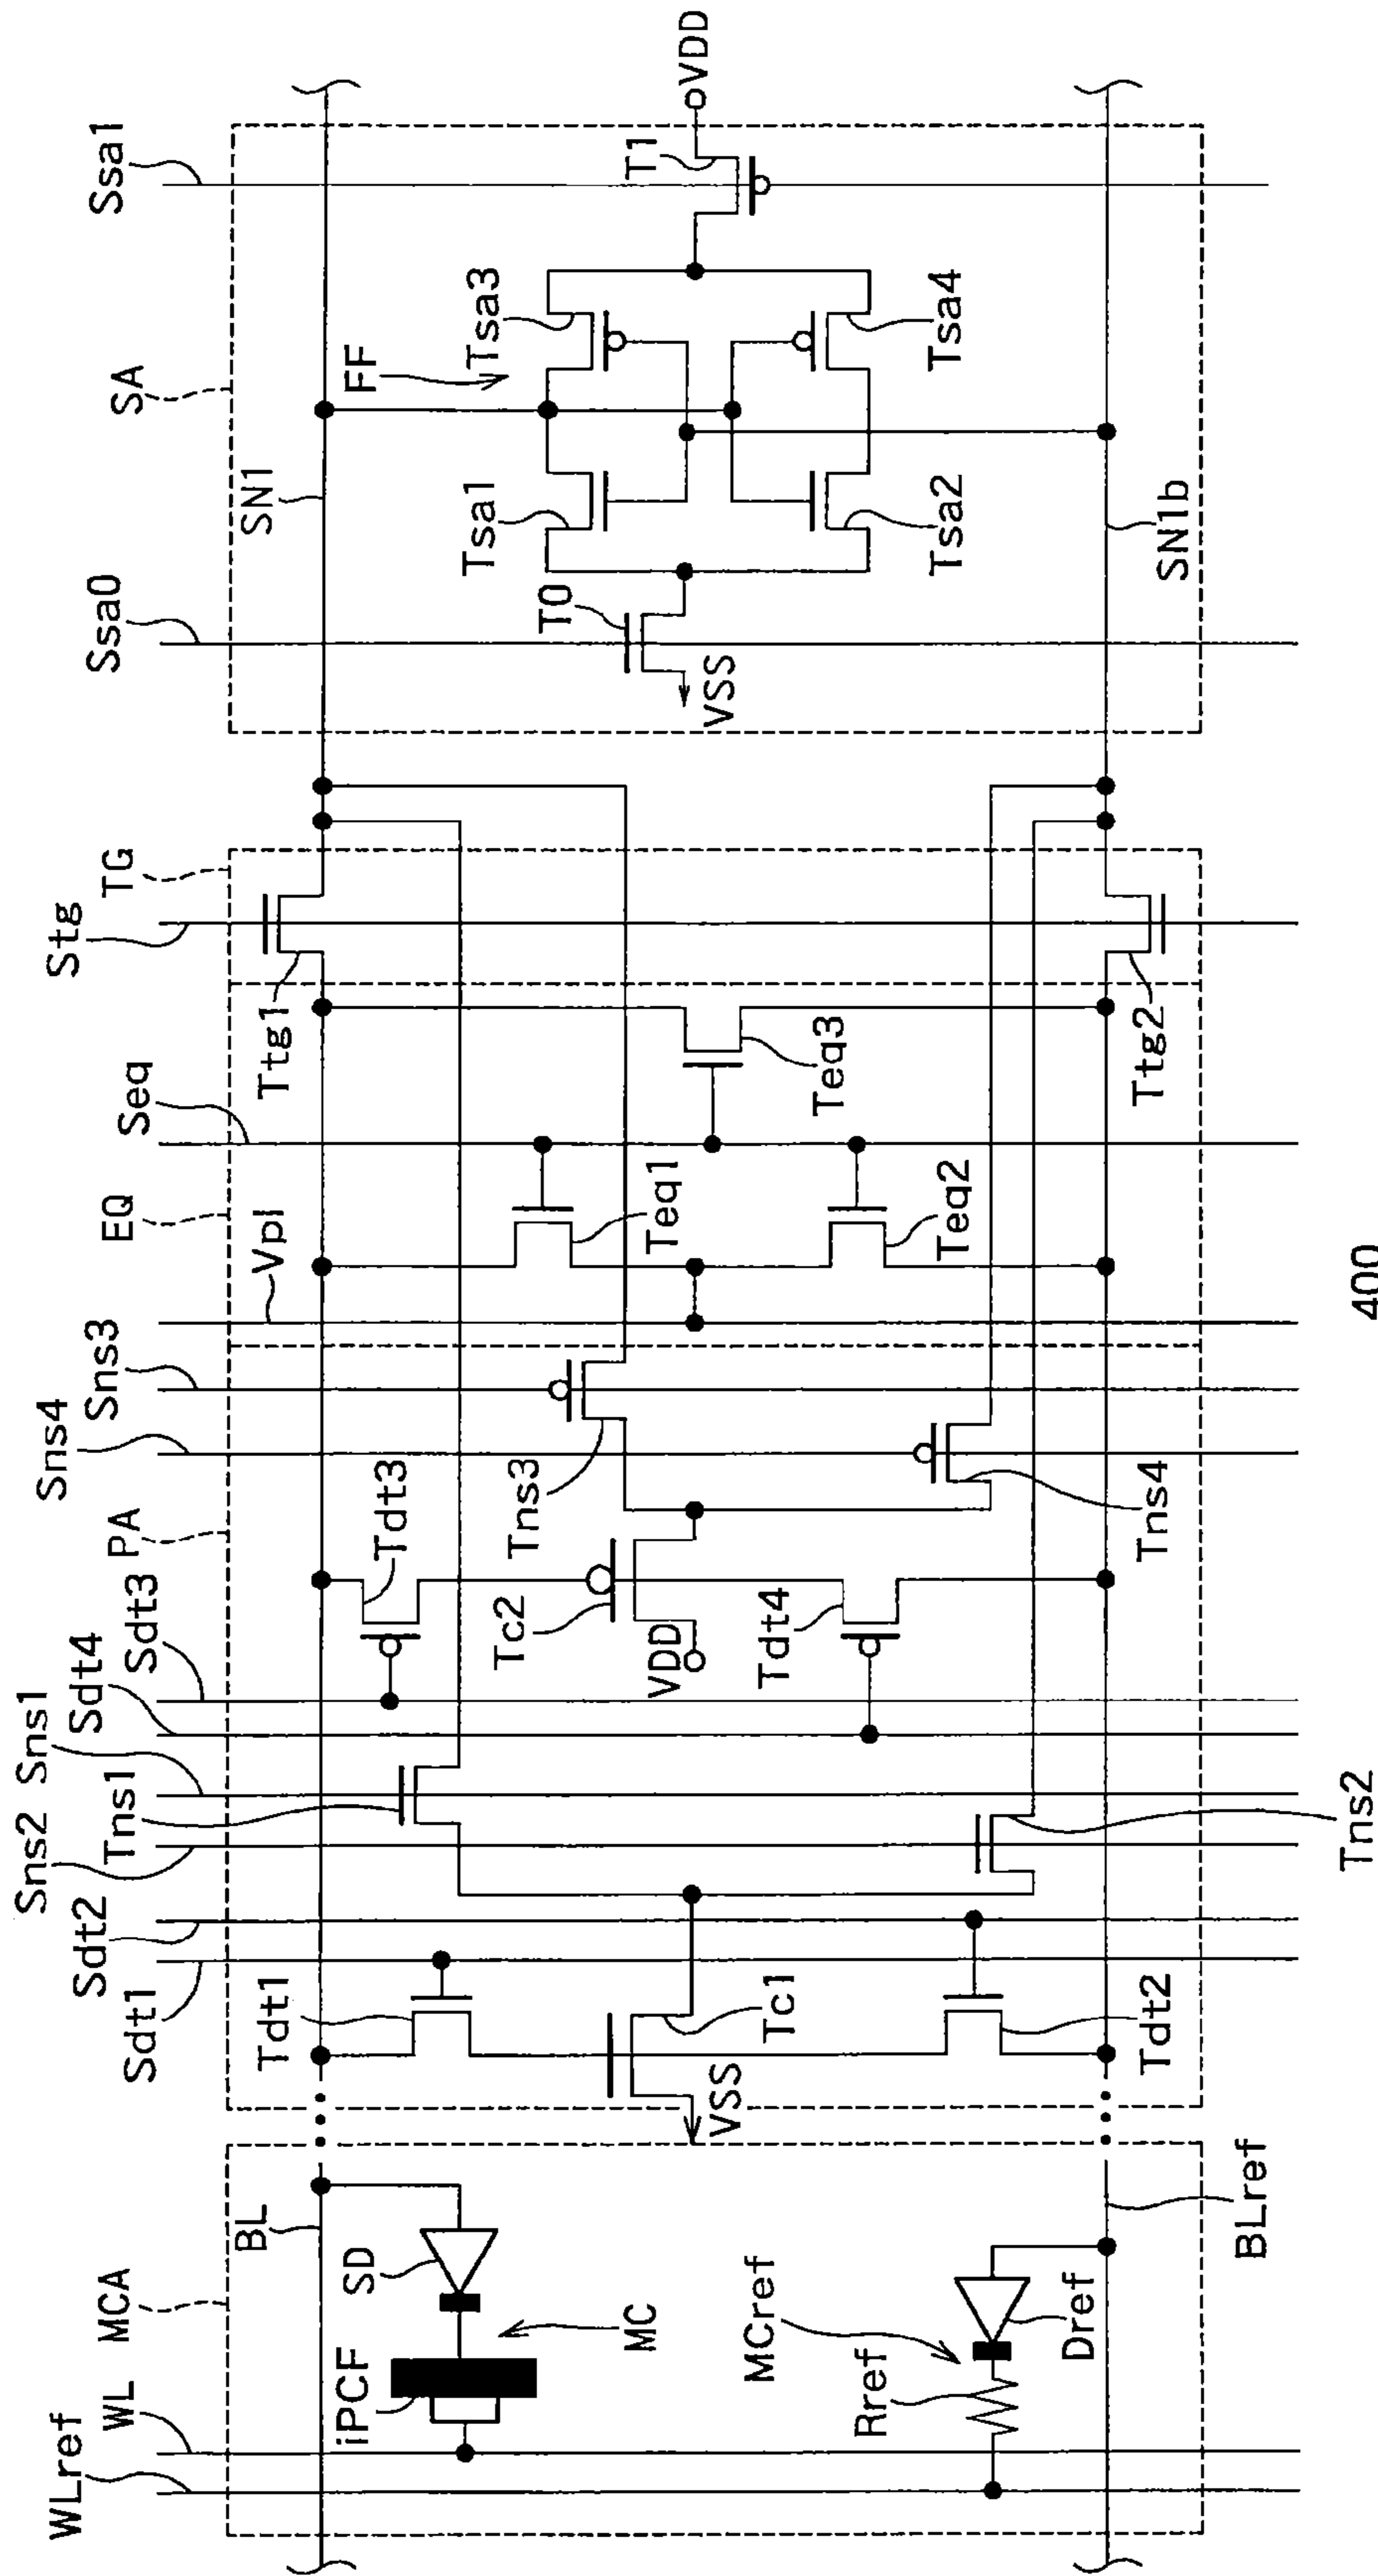 WLref
WL
MCA
BL
SD
iPCF
MC
MCref
Rref
Dref
BLref
Sdt1
Sdt2
Sns2
Tns1
Sns1
Sdt4
Sdt3
PA
Sns4
Sns3
Tdt1
VSS
Tc1
Tdt2
Tns2
Tdt3
Tc2
VDD
Tdt4
Tns3
Tns4
Vpl
EQ
Seq
Teq1
Teq2
Teq3
Ttg1
Ttg2
Stg
TG
400
Ssa0
SN1
SA
Ssa1
FF
T0
VSS
Tsa1
Tsa3
Tsa2
Tsa4
T1
VDD
SN1b